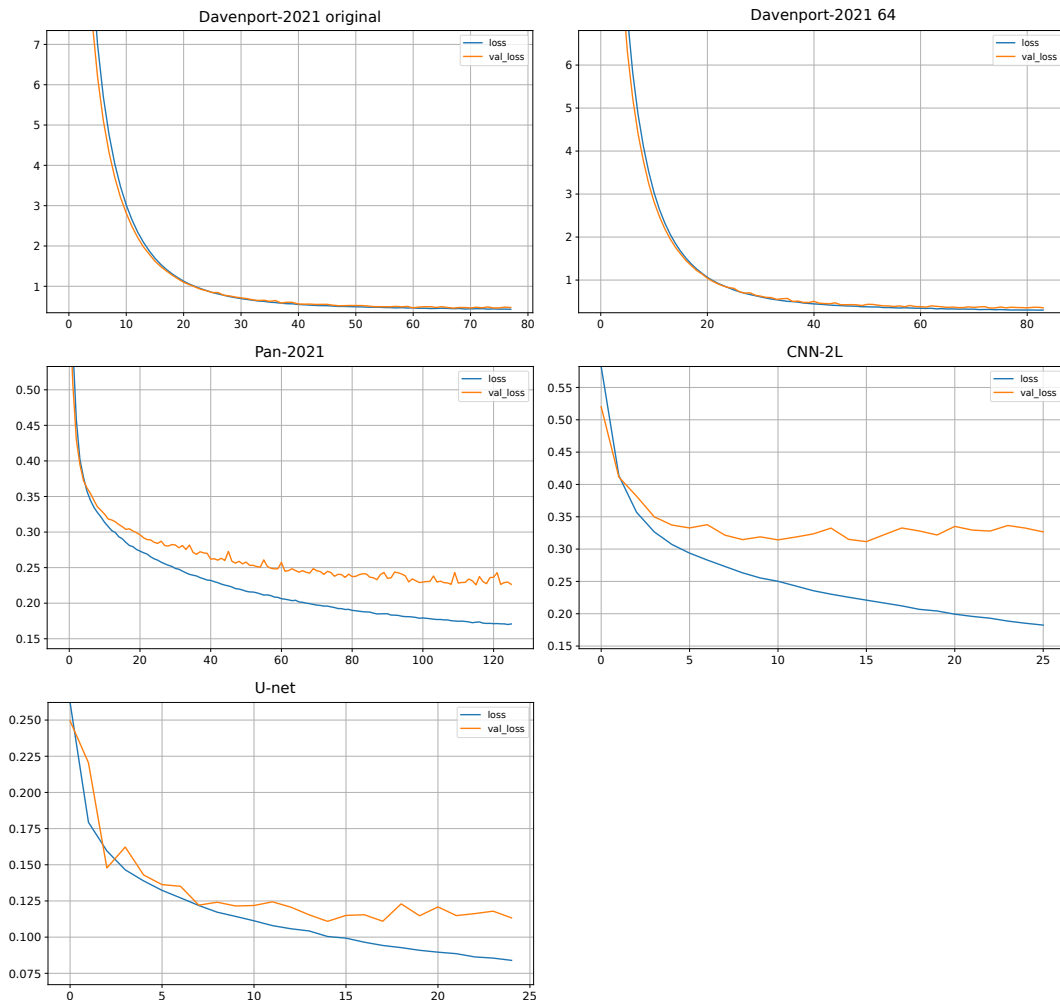 Davenport-2021 original
7
6
5
4
3
2
1
0 10 20 30 40 50 60 70 80
loss
val_loss
Davenport-2021 64
6
5
4
3
2
1
0 20 40 60 80
loss
val_loss
Pan-2021
0.50
0.45
0.40
0.35
0.30
0.25
0.20
0.15
0 20 40 60 80 100 120
loss
val_loss
CNN-2L
0.55
0.50
0.45
0.40
0.35
0.30
0.25
0.20
0.15
0 5 10 15 20 25
loss
val_loss
U-net
0.250
0.225
0.200
0.175
0.150
0.125
0.100
0.075
0 5 10 15 20 25
loss
val_loss